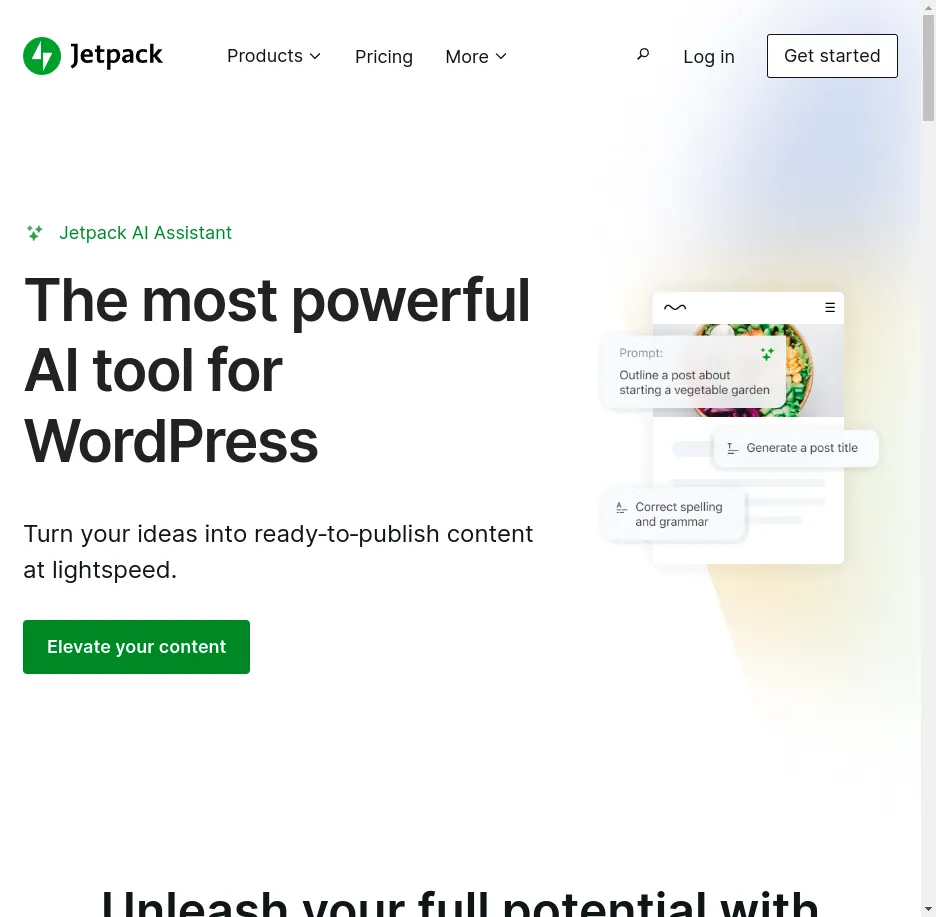 Jetpack
Products
Pricing
More
Log in
Get started
Jetpack AI Assistant
The most powerful
AI tool for
WordPress
Turn your ideas into ready-to-publish content
at lightspeed.
Elevate your content
Prompt:
Outline a post about
starting a vegetable garden
Generate a post title
Correct spelling
and grammar
Unleash your full potential with